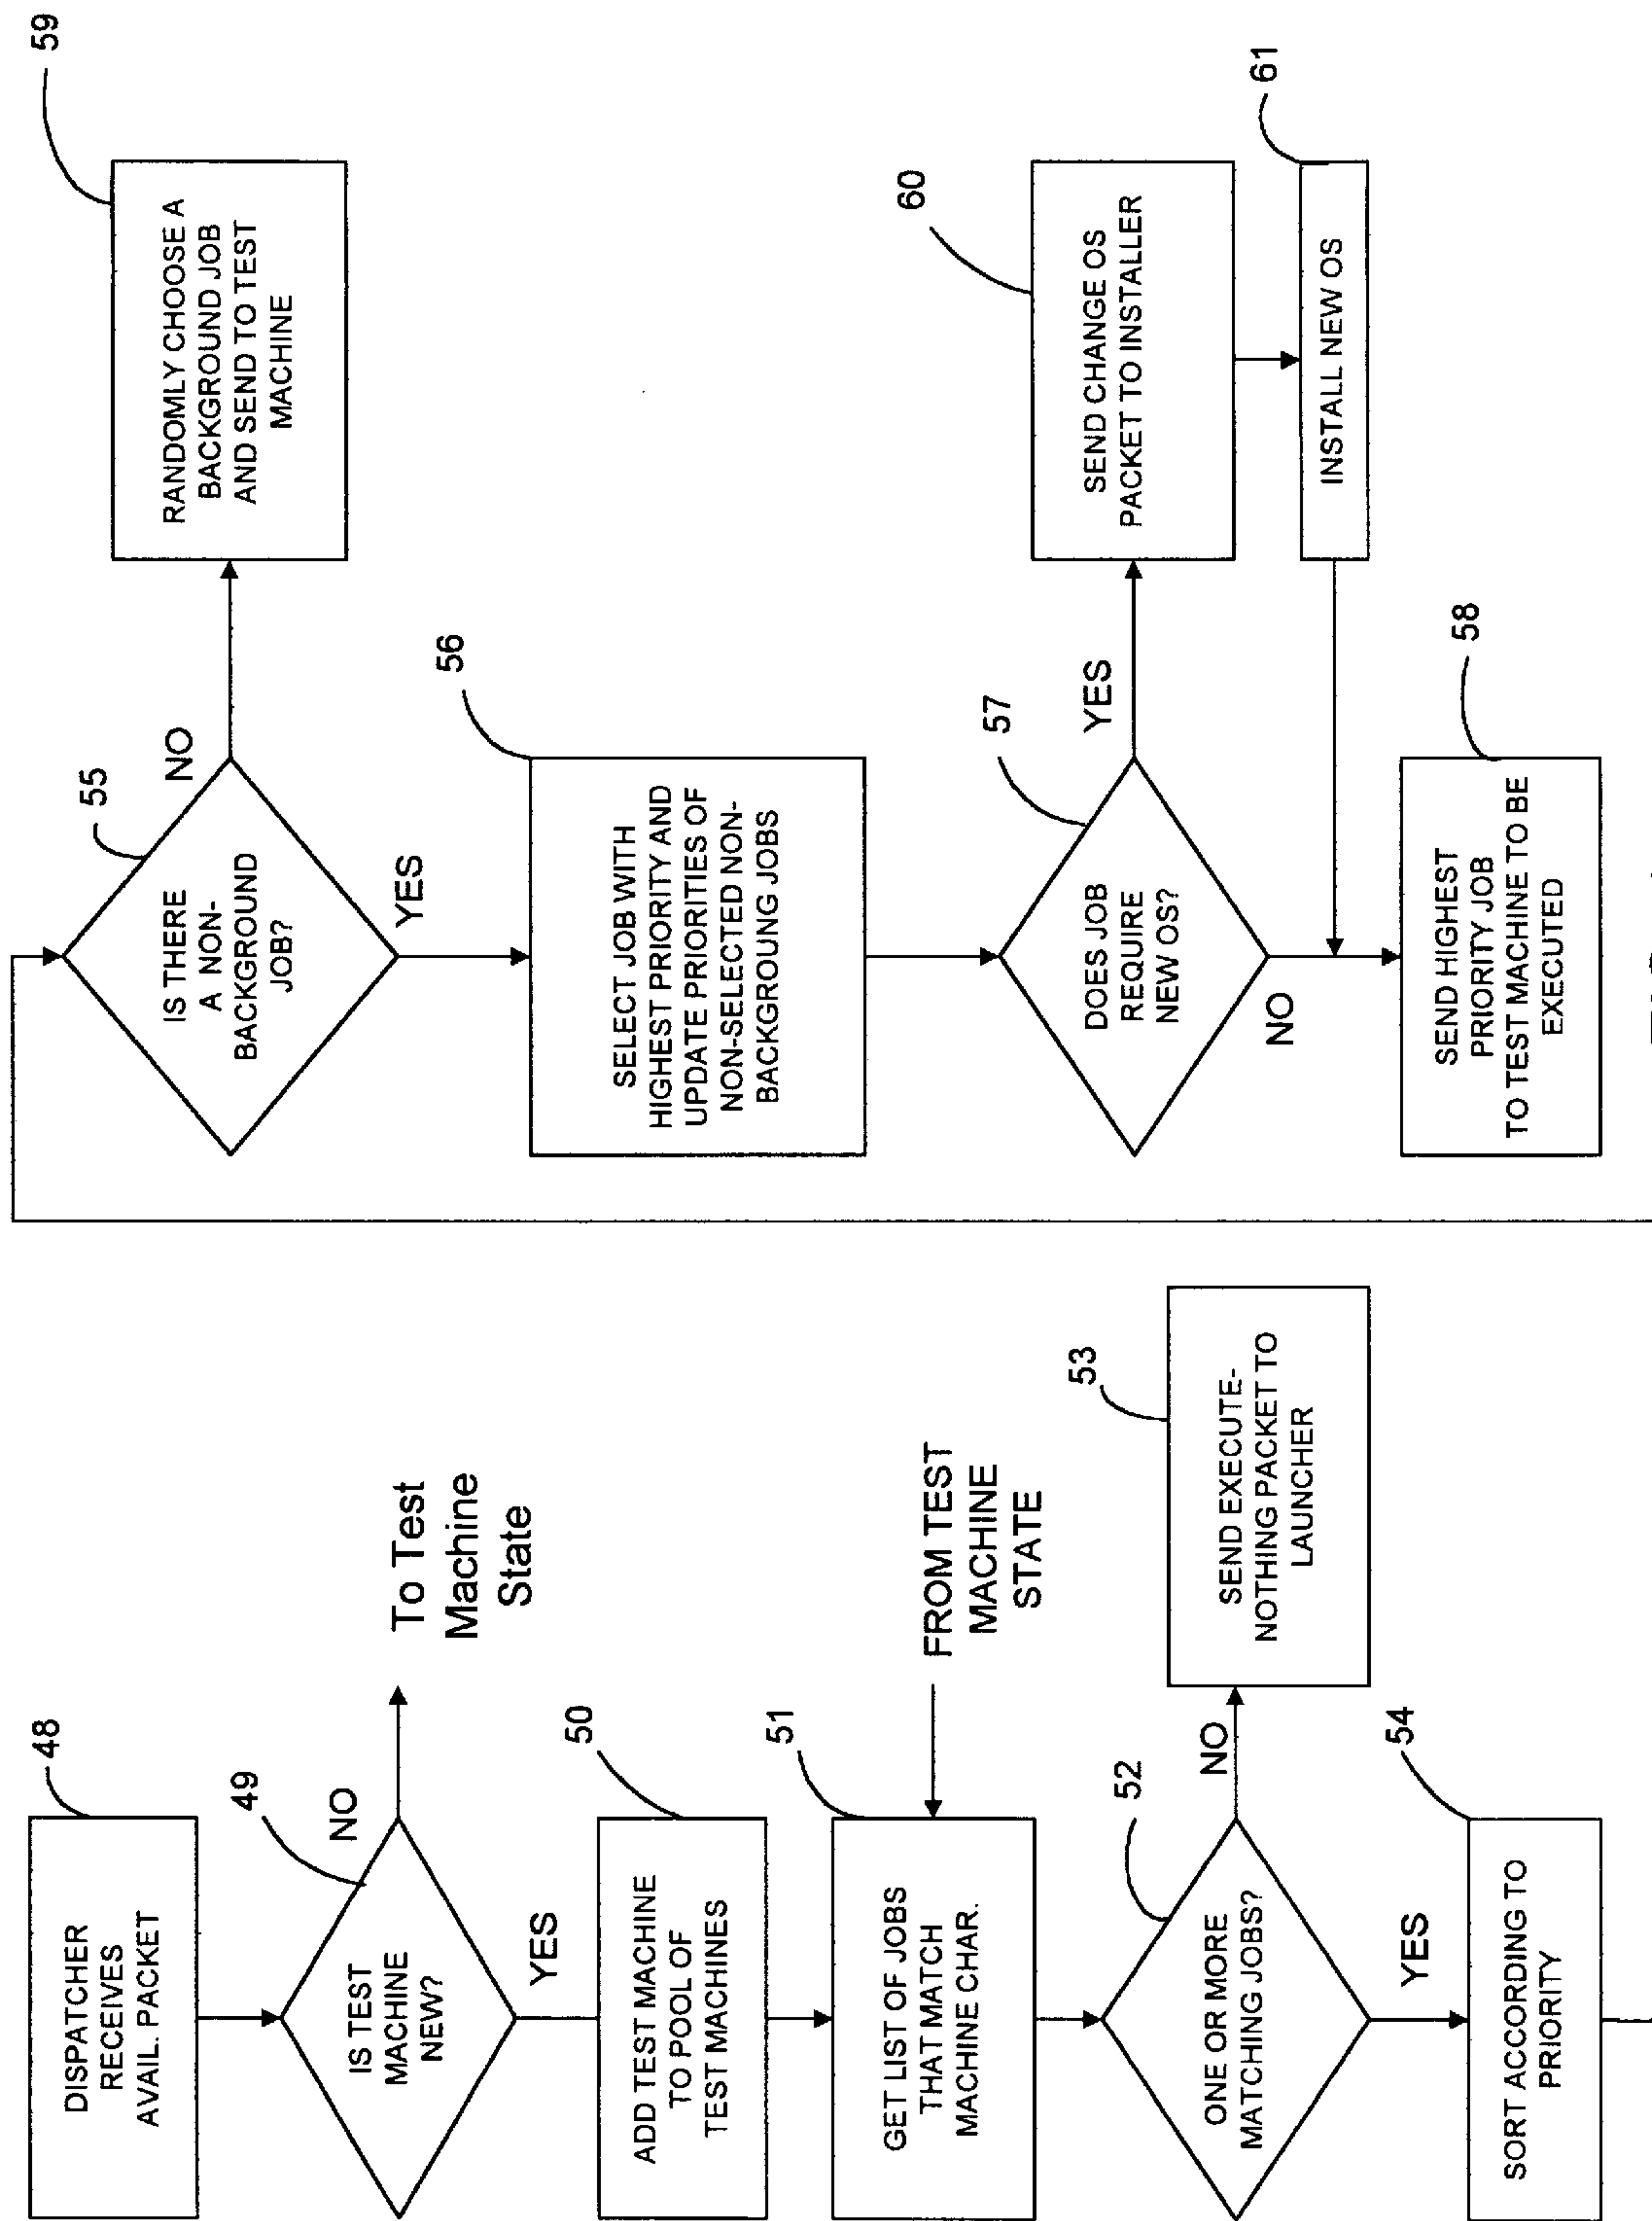 48
DISPATCHER
RECEIVES
AVAIL. PACKET
49
IS TEST
MACHINE
NEW?
NO
To Test
Machine
State
YES
50
ADD TEST MACHINE
TO POOL OF
TEST MACHINES
51
GET LIST OF JOBS
THAT MATCH
MACHINE CHAR.
FROM TEST
MACHINE
STATE
52
ONE OR MORE
MATCHING JOBS?
NO
53
SEND EXECUTE-
NOTHING PACKET TO
LAUNCHER
YES
54
SORT ACCORDING TO
PRIORITY
55
IS THERE
A NON-
BACKGROUND
JOB?
NO
59
RANDOMLY CHOOSE A
BACKGROUND JOB
AND SEND TO TEST
MACHINE
YES
56
SELECT JOB WITH
HIGHEST PRIORITY AND
UPDATE PRIORITIES OF
NON-SELECTED NON-
BACKGROUNG JOBS
57
DOES JOB
REQUIRE
NEW OS?
YES
60
SEND CHANGE OS
PACKET TO INSTALLER
61
INSTALL NEW OS
NO
58
SEND HIGHEST
PRIORITY JOB
TO TEST MACHINE TO BE
EXECUTED